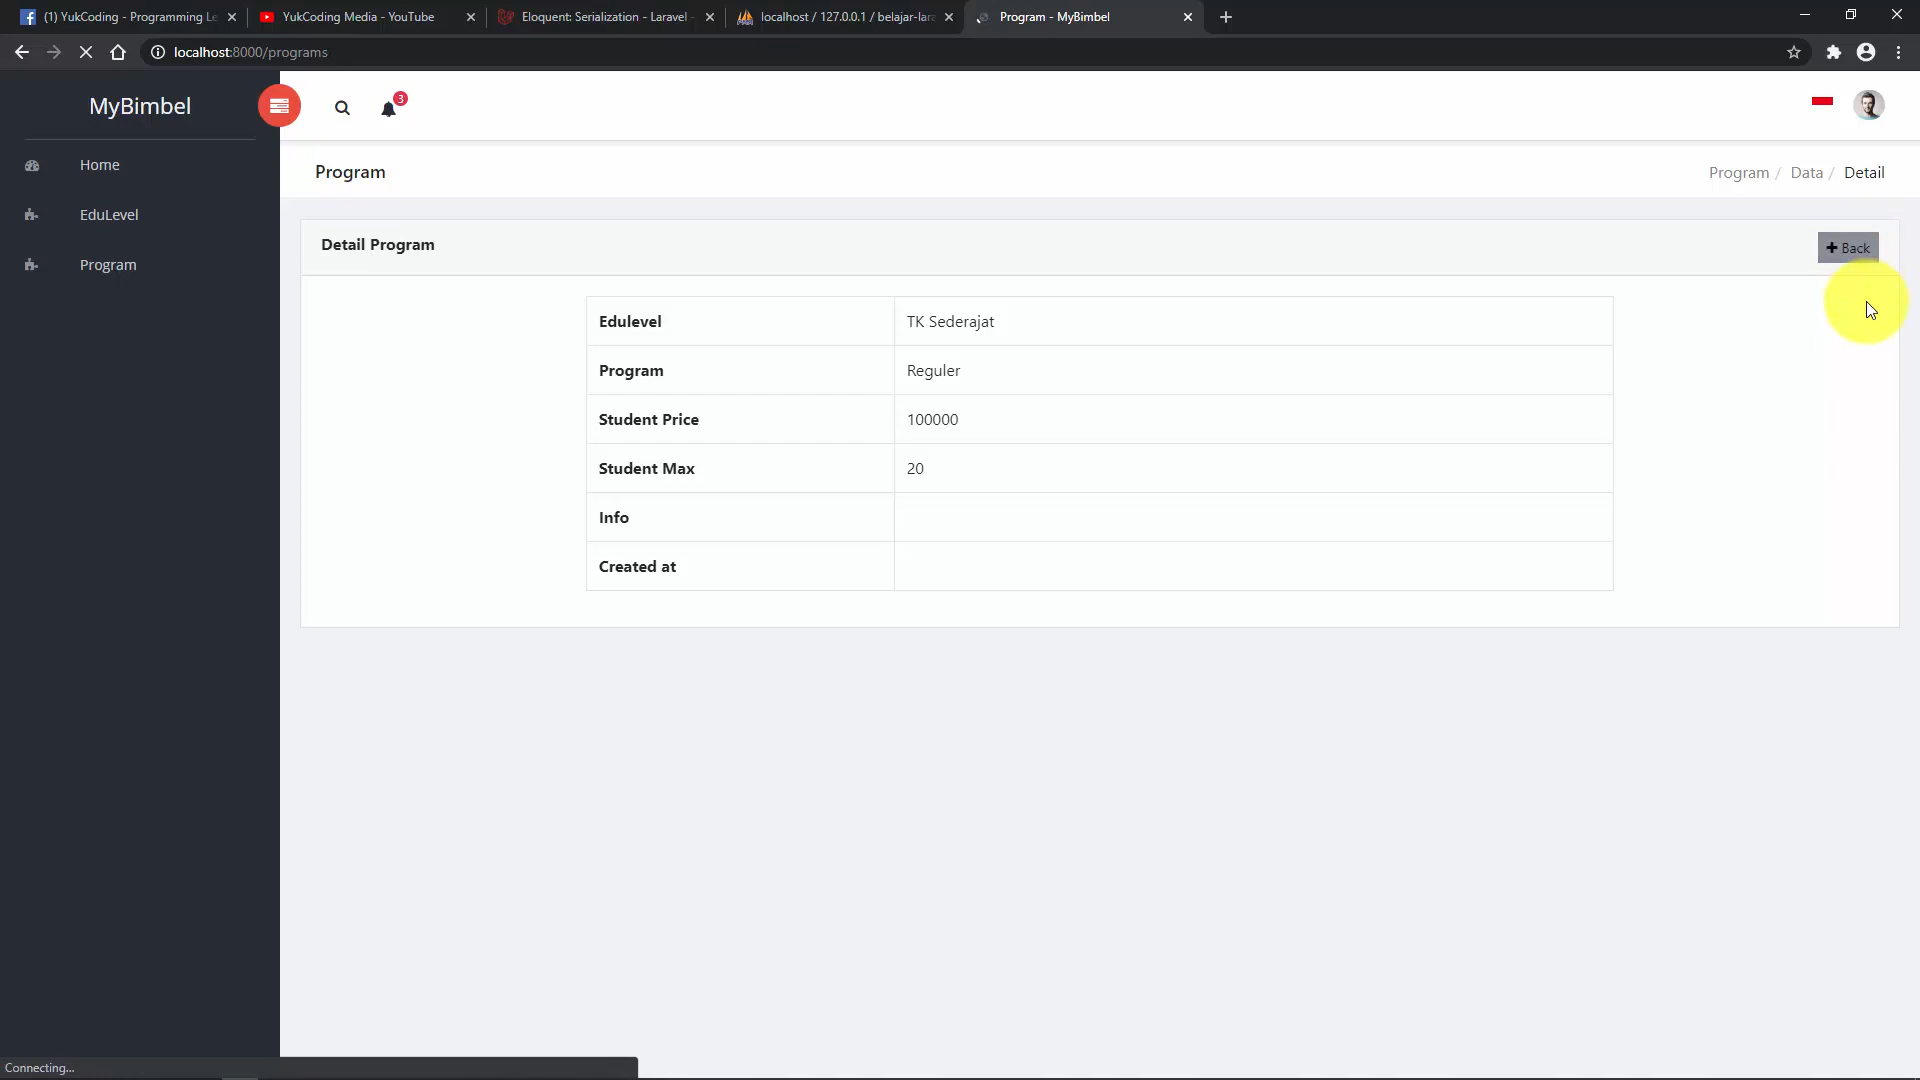 (1) YukCoding - Programming Le
YukCoding Media - YouTube
Eloquent: Serialization - Laravel -
localhost / 127.0.0.1 / belajar-lara
Program - MyBimbel
localhost:8000/programs
MyBimbel
3
Home
EduLevel
Program
Program
Program / Data / Detail
Detail Program
Back
Edulevel TK Sederajat
Program Reguler
Student Price 100000
Student Max 20
Info
Created at
Connecting...